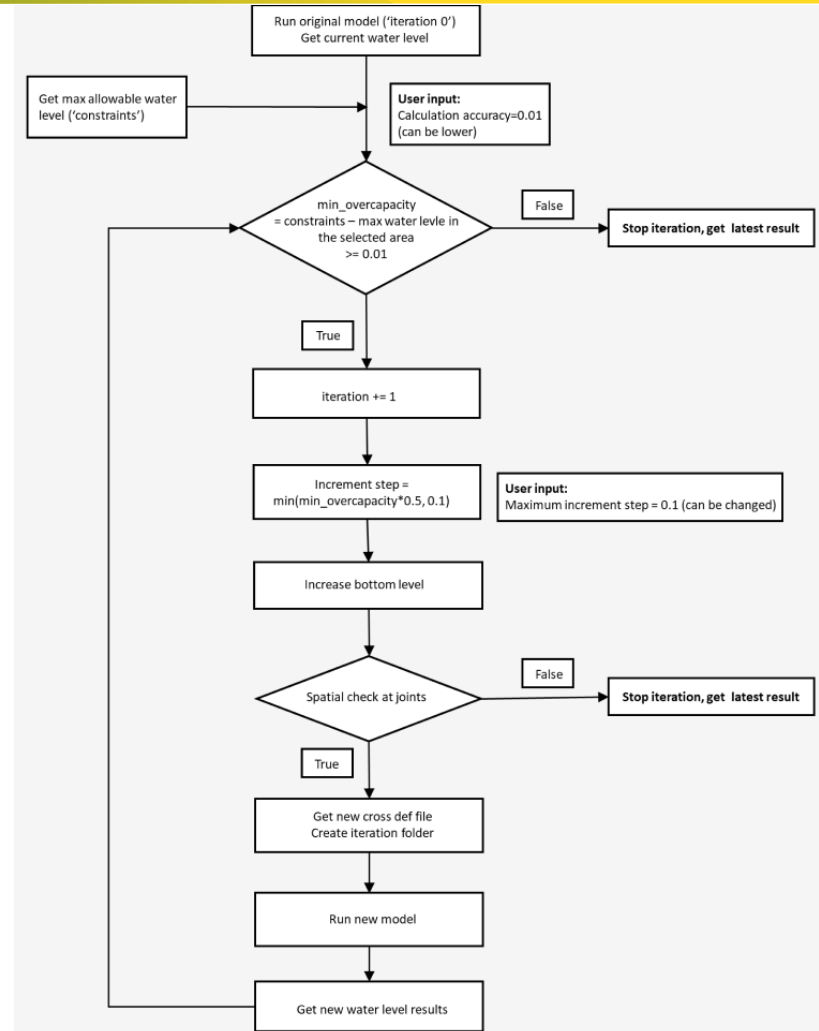 Run original model (‘iteration 0’)
Get current water level
Get max allowable water
level (‘constraints’)
User input:
Calculation accuracy=0.01
(can be lower)
min_overcapacity
= constraints – max water levle in
the selected area
>= 0.01
False
Stop iteration, get latest result
True
iteration += 1
Increment step =
min(min_overcapacity*0.5, 0.1)
User input:
Maximum increment step = 0.1 (can be changed)
Increase bottom level
Spatial check at joints
False
Stop iteration, get latest result
True
Get new cross def file
Create iteration folder
Run new model
Get new water level results